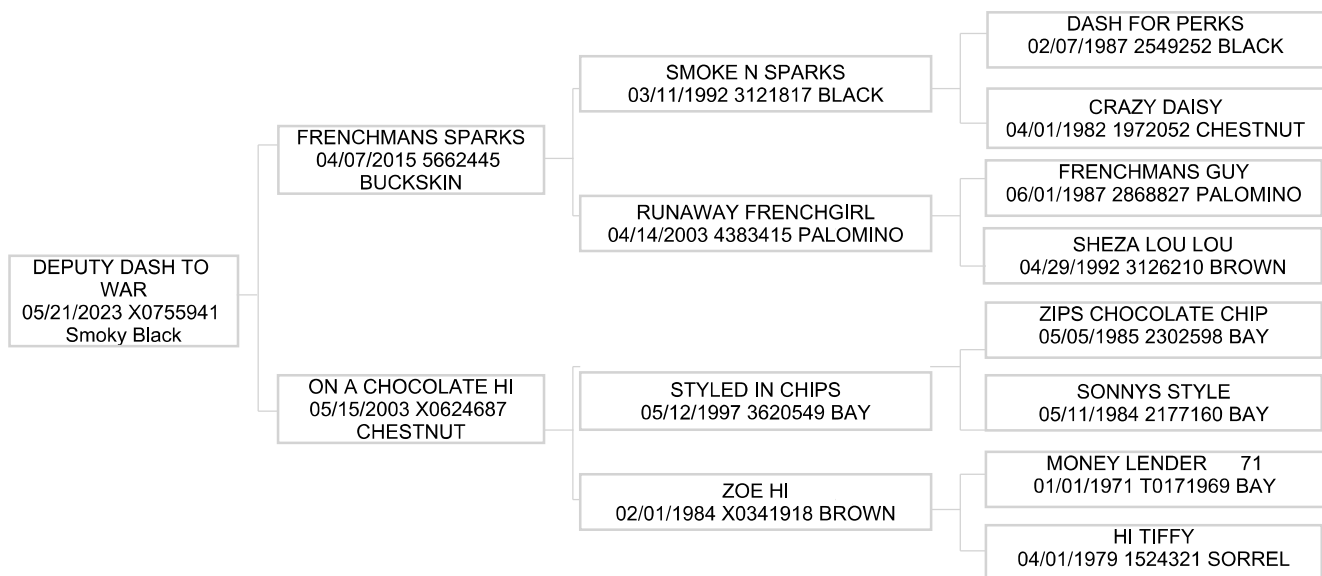 DEPUTY DASH TO
WAR
05/21/2023 X0755941
Smoky Black
FRENCHMANS SPARKS
04/07/2015 5662445
BUCKSKIN
ON A CHOCOLATE HI
05/15/2003 X0624687
CHESTNUT
SMOKE N SPARKS
03/11/1992 3121817 BLACK
RUNAWAY FRENCHGIRL
04/14/2003 4383415 PALOMINO
STYLED IN CHIPS
05/12/1997 3620549 BAY
ZOE HI
02/01/1984 X0341918 BROWN
DASH FOR PERKS
02/07/1987 2549252 BLACK
CRAZY DAISY
04/01/1982 1972052 CHESTNUT
FRENCHMANS GUY
06/01/1987 2868827 PALOMINO
SHEZA LOU LOU
04/29/1992 3126210 BROWN
ZIPS CHOCOLATE CHIP
05/05/1985 2302598 BAY
SONNYS STYLE
05/11/1984 2177160 BAY
MONEY LENDER 71
01/01/1971 T0171969 BAY
HI TIFFY
04/01/1979 1524321 SORREL